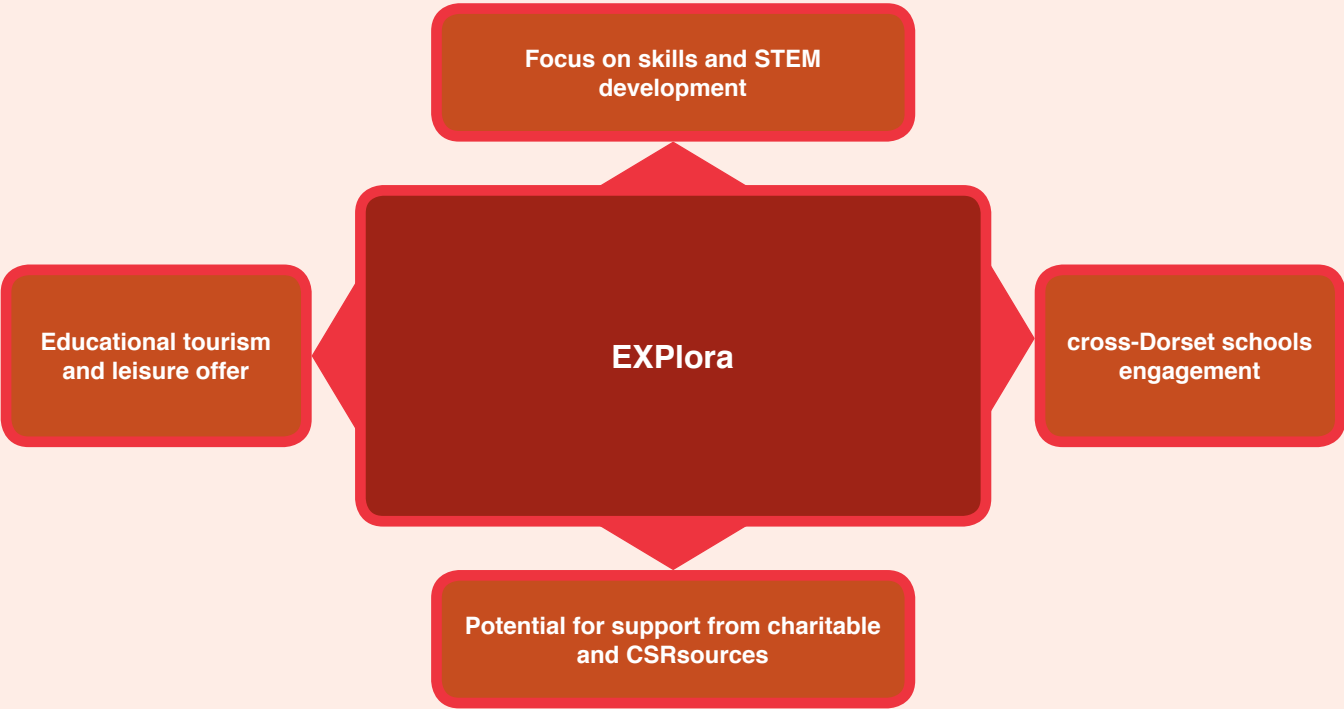 Focus on skills and STEM
development
Educational tourism
and leisure offer
EXPlora
cross-Dorset schools
engagement
Potential for support from charitable
and CSRsources